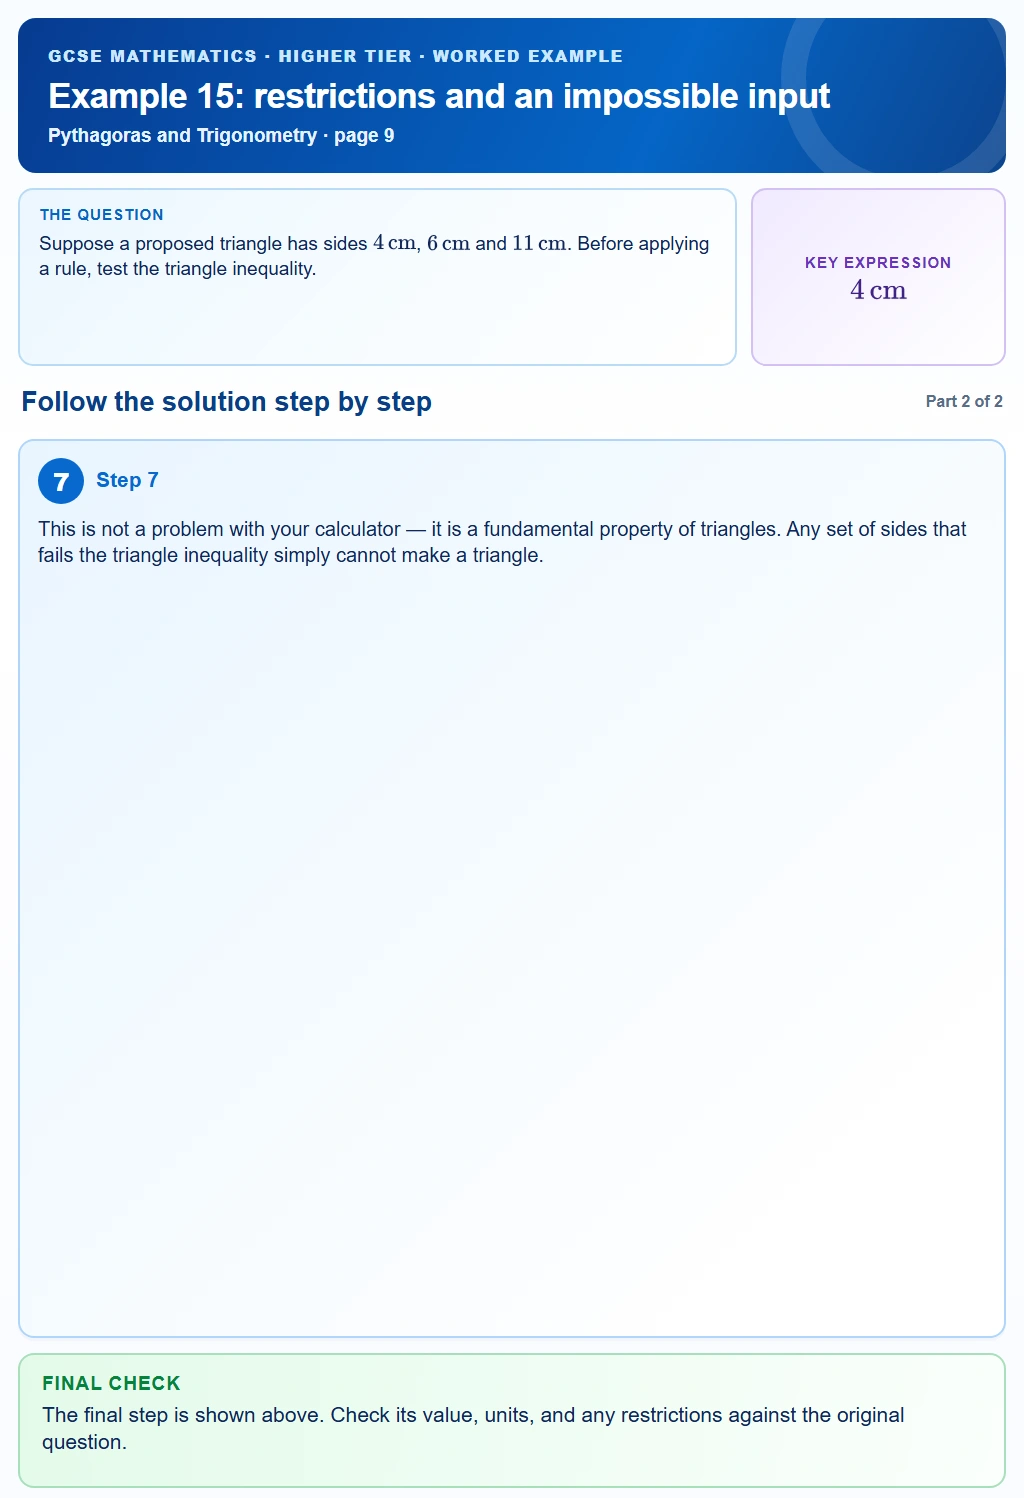 GCSE MATHEMATICS · HIGHER TIER · WORKED EXAMPLE
Example 15: restrictions and an impossible input
Pythagoras and Trigonometry · page 9
THE QUESTION
Suppose a proposed triangle has sides 4 cm, 6 cm and 11 cm. Before applying
a rule, test the triangle inequality.
KEY EXPRESSION
4 cm
Follow the solution step by step
Part 2 of 2
7 Step 7
This is not a problem with your calculator — it is a fundamental property of triangles. Any set of sides that
fails the triangle inequality simply cannot make a triangle.
FINAL CHECK
The final step is shown above. Check its value, units, and any restrictions against the original
question.